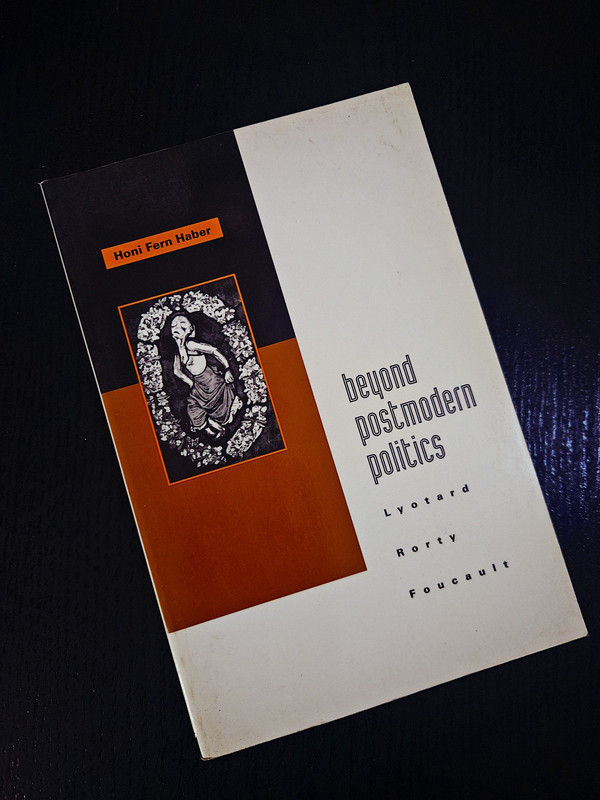 Honi Fern Haber
beyond
postmodern
politics
Lyotard
Rorty
Foucault